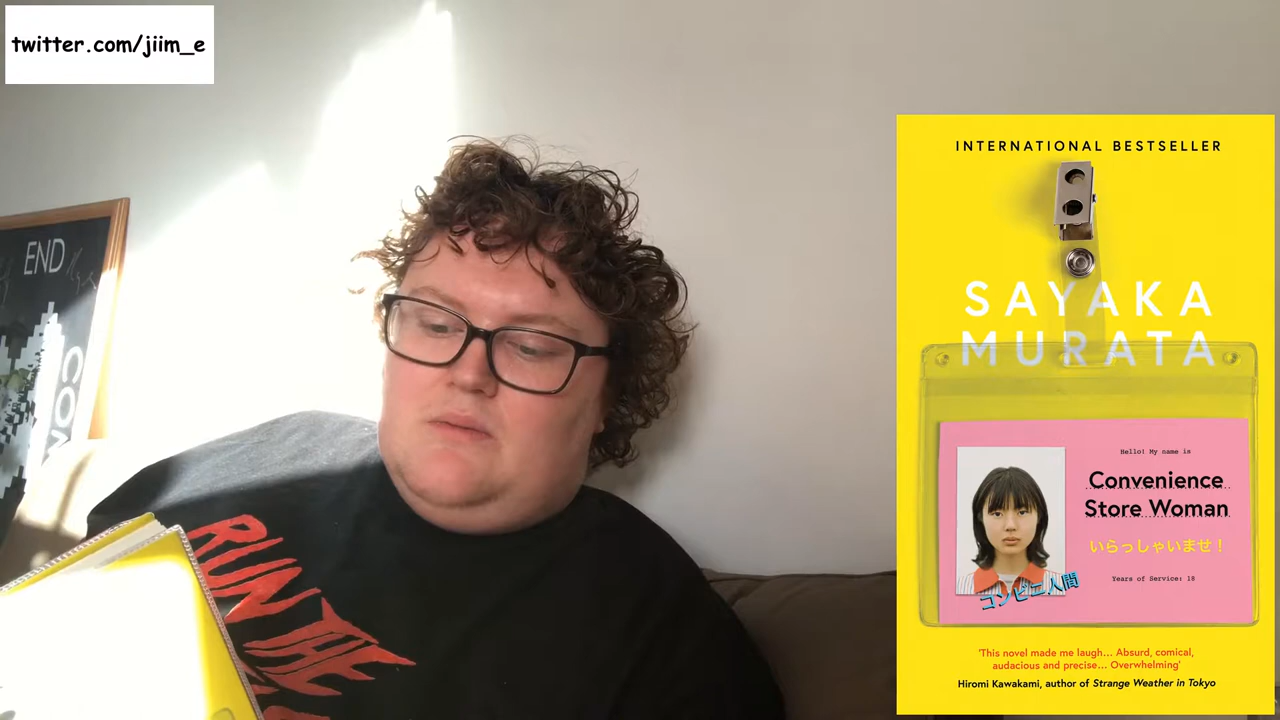 twitter.com/jiim_e
END
RUN THE
INTERNATIONAL BESTSELLER
SAYAKA
MURATA
Hello! My name is
Convenience
Store Woman
いらっしゃいませ！
コンビニ人間
Years of Service: 18
'This novel made me laugh... Absurd, comical,
audacious and precise... Overwhelming'
Hiromi Kawakami, author of Strange Weather in Tokyo